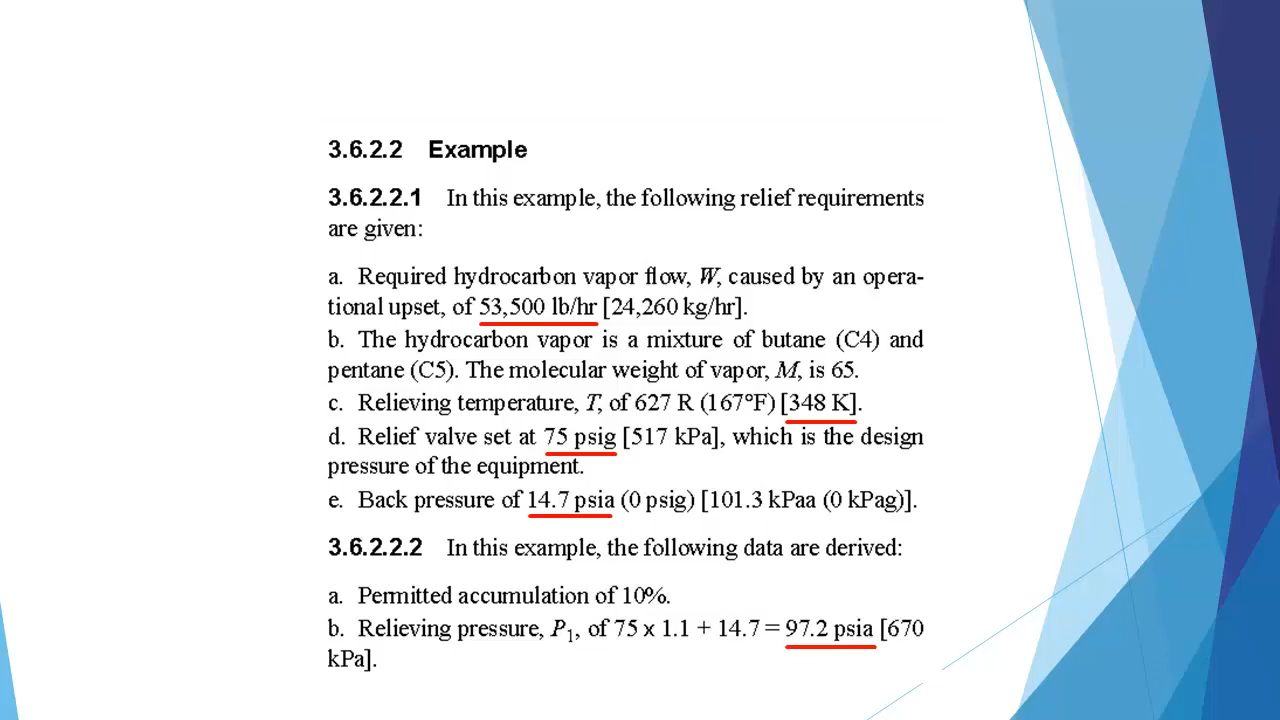 3.6.2.2 Example
3.6.2.2.1 In this example, the following relief requirements
are given:
a. Required hydrocarbon vapor flow, W, caused by an opera-
tional upset, of 53,500 lb/hr [24,260 kg/hr].
b. The hydrocarbon vapor is a mixture of butane (C4) and
pentane (C5). The molecular weight of vapor, M, is 65.
c. Relieving temperature, T, of 627 R (167°F) [348 K].
d. Relief valve set at 75 psig [517 kPa], which is the design
pressure of the equipment.
e. Back pressure of 14.7 psia (0 psig) [101.3 kPaa (0 kPag)].
3.6.2.2.2 In this example, the following data are derived:
a. Permitted accumulation of 10%.
b. Relieving pressure, P₁, of 75 x 1.1 + 14.7 = 97.2 psia [670
kPa].